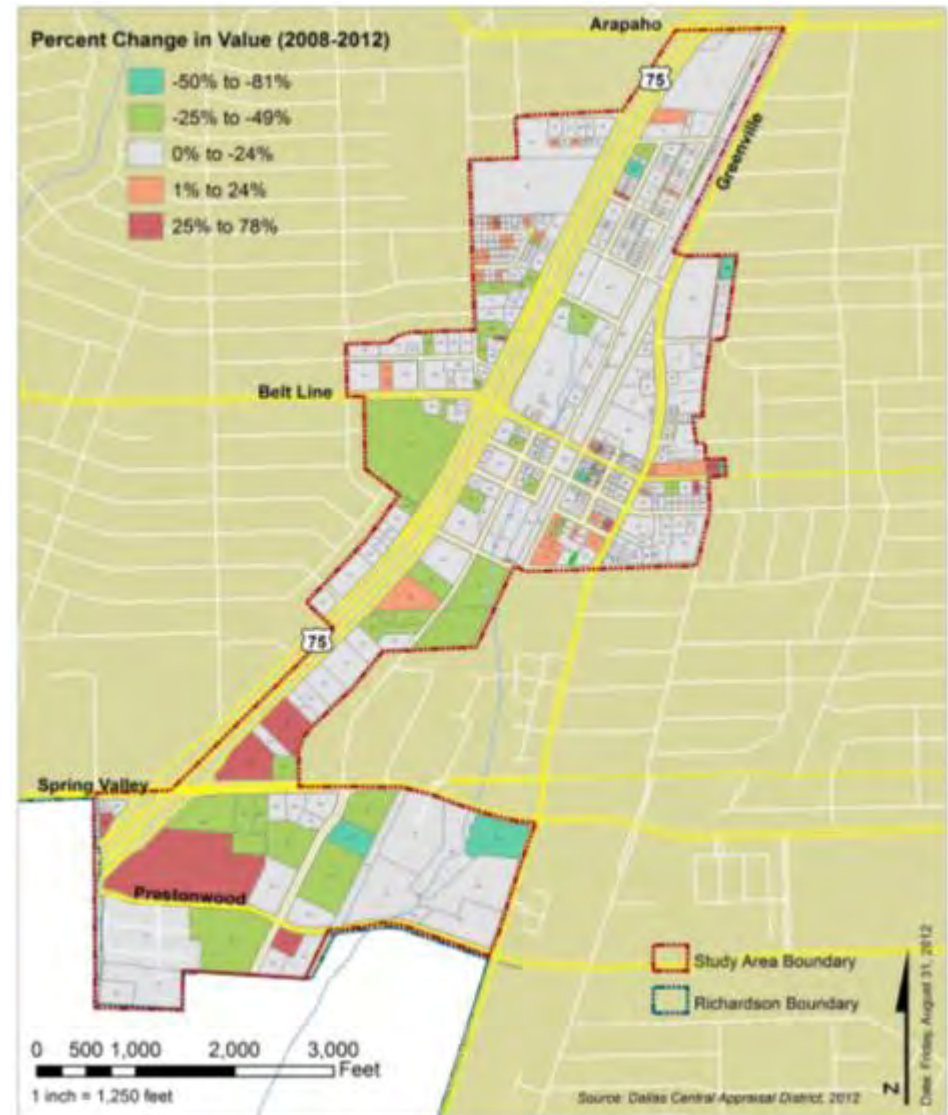 Percent Change in Value (2008-2012)
-50% to -81%
-25% to -49%
0% to -24%
1% to 24%
25% to 78%
Arapaho
75
Greenville
Belt Line
75
Spring Valley
Prestonwood
Study Area Boundary
Richardson Boundary
0 500 1,000 2,000 3,000
Feet
1 inch = 1,250 feet
Source: Dallas Central Appraisal District, 2012
N
Date: Friday, August 31, 2012